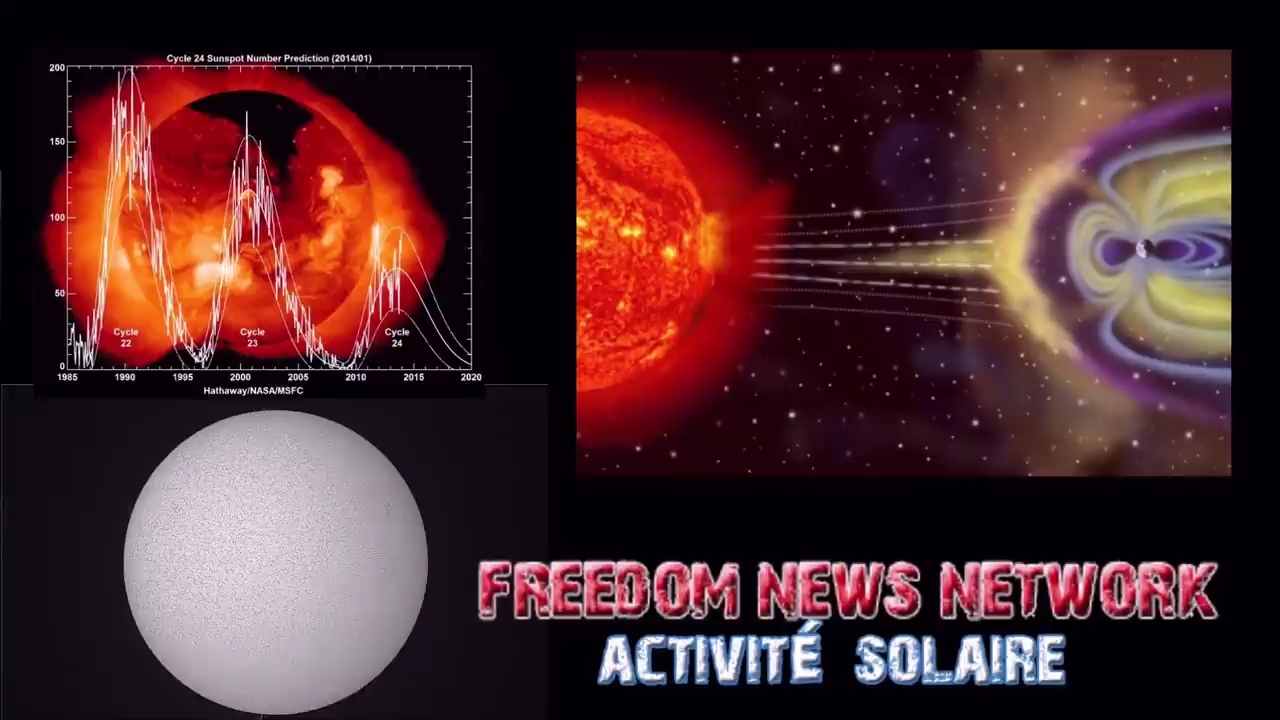 Cycle 24 Sunspot Number Prediction (2014/01)
200
150
100
50
0
Cycle 22
Cycle 23
Cycle 24
1985 1990 1995 2000 2005 2010 2015 2020
Hathaway/NASA/MSFC
FREEDOM NEWS NETWORK
ACTIVITÉ SOLAIRE